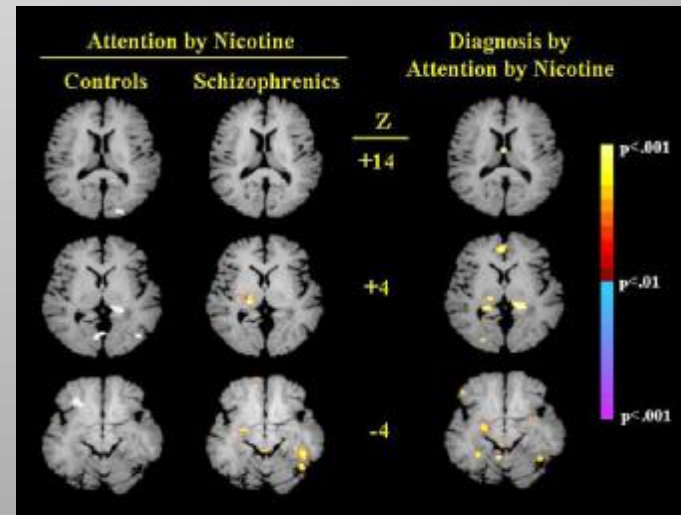 Attention by Nicotine
Controls
Schizophrenics
Diagnosis by
Attention by Nicotine
Z
+14
+4
-4
p<.001
p<.01
p<.001